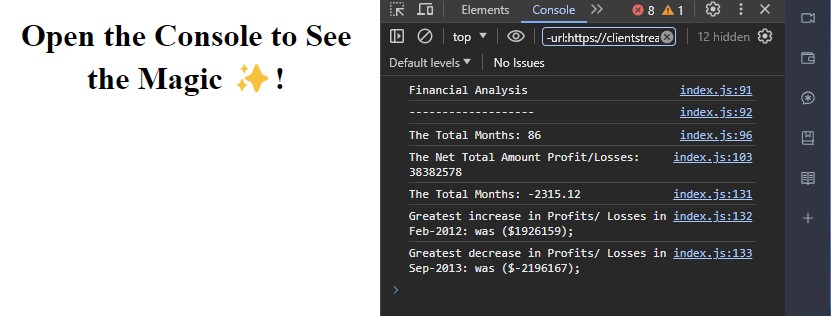 Open the Console to See
the Magic ✨!
Elements Console 8 1
top -url:https://clientstrea 12 hidden
Default levels No Issues
Financial Analysis index.js:91
------------------- index.js:92
The Total Months: 86 index.js:96
The Net Total Amount Profit/Losses: index.js:103
38382578
The Total Months: -2315.12 index.js:131
Greatest increase in Profits/ Losses in index.js:132
Feb-2012: was ($1926159);
Greatest decrease in Profits/ Losses in index.js:133
Sep-2013: was ($-2196167);